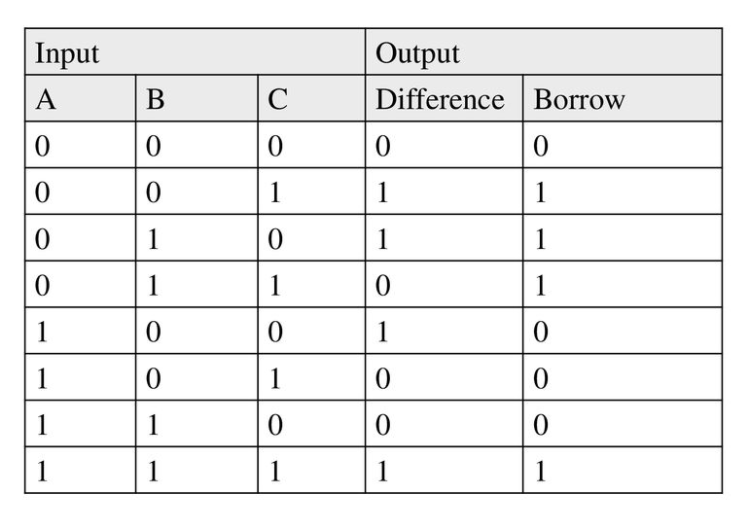 Input Output
A B C Difference Borrow
0 0 0 0 0
0 0 1 1 1
0 1 0 1 1
0 1 1 0 1
1 0 0 1 0
1 0 1 0 0
1 1 0 0 0
1 1 1 1 1